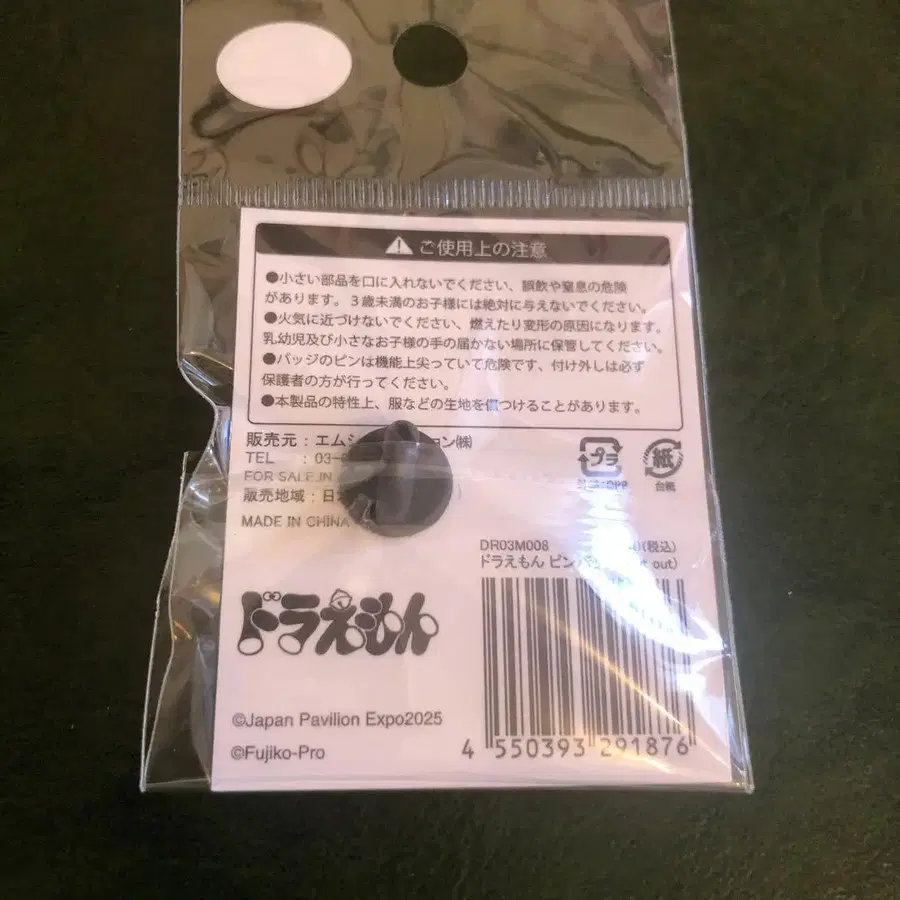 ご使用上の注意
●小さい部品を口に入れないでください、誤飲や窒息の危険
があります。3歳未満のお子様には絶対に与えないでください。
●火気に近づけないでください、燃えたり変形の原因になります。
乳幼児及び小さなお子様の手の届かない場所に保管してください。
●バッジのピンは機能上尖っていて危険です、付け外しは必ず
保護者の方が行ってください。
●本製品の特性上、服などの生地を傷つけることがあります。
販売元：エムシ ョン㈱
TEL : 03-
FOR SALE IN
販売地域：日
MADE IN CHINA
プラ
紙
台紙
DR03M008 (税込)
ドラえもん ピン out)
ドラえもん
©Japan Pavilion Expo2025
©Fujiko-Pro
4 550393 291876